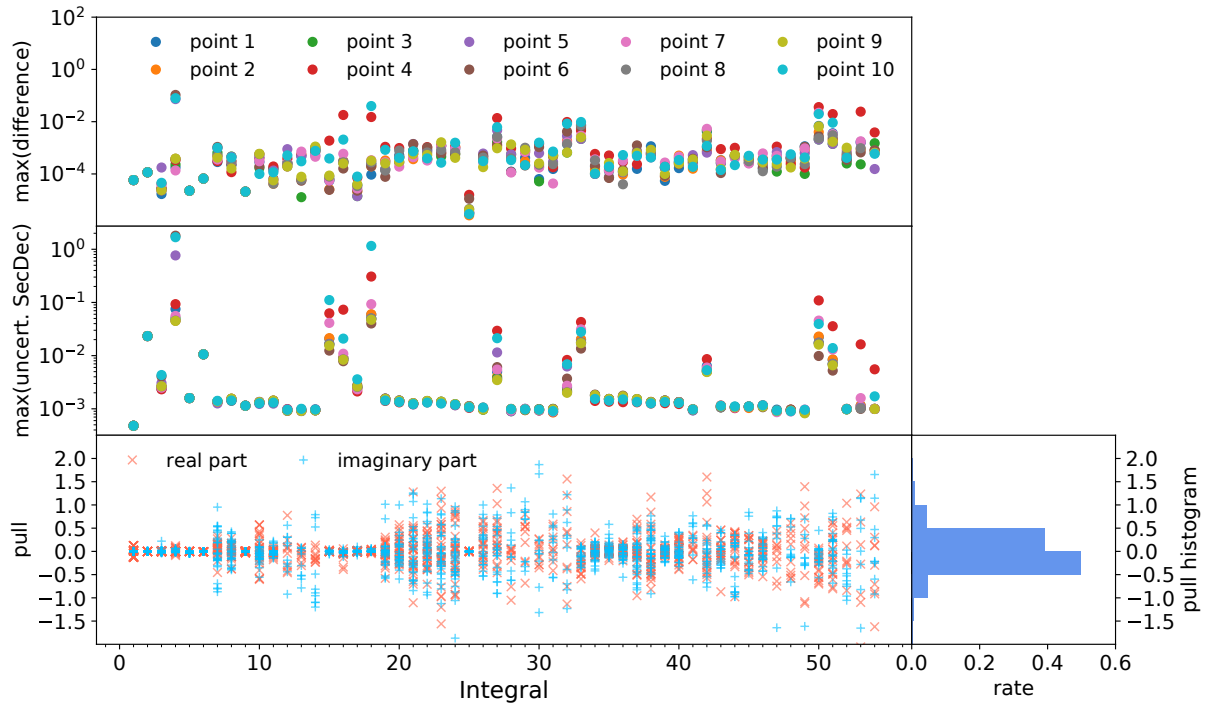 10^2
10^0
10^-2
10^-4
max(difference)
point 1 point 3 point 5 point 7 point 9
point 2 point 4 point 6 point 8 point 10
10^0
10^-1
10^-2
10^-3
max(uncert. SecDec)
2.0
1.5
1.0
0.5
0.0
−0.5
−1.0
−1.5
pull
real part imaginary part
0 10 20 30 40 50
Integral
2.0
1.5
1.0
0.5
0.0
−0.5
−1.0
−1.5
pull histogram
0.0 0.2 0.4 0.6
rate